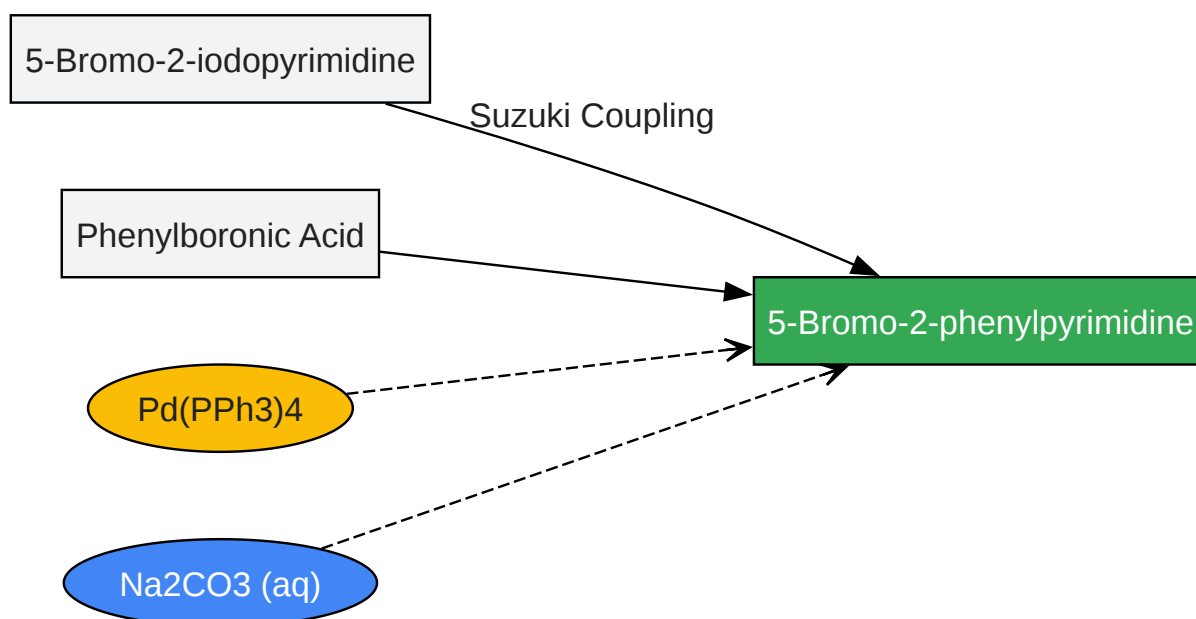 5-Bromo-2-iodopyrimidine
Suzuki Coupling
Phenylboronic Acid
5-Bromo-2-phenylpyrimidine
Pd(PPh3)4
Na2CO3 (aq)